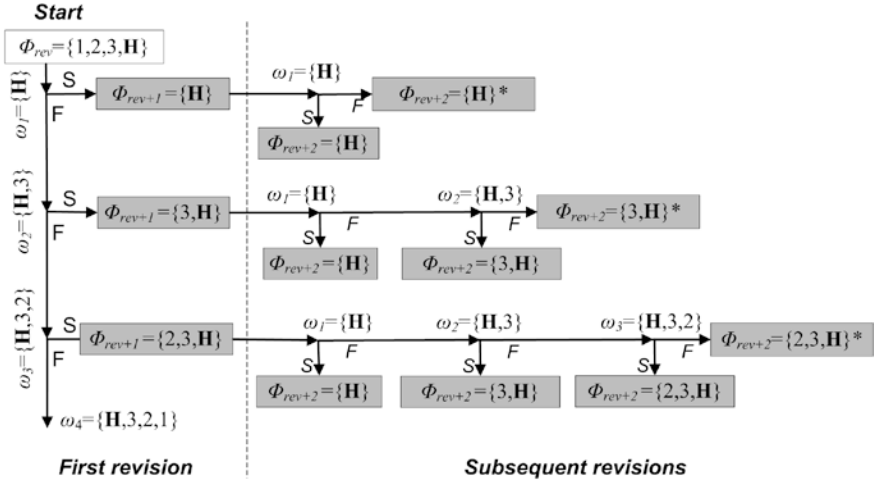 Start
Φrev={1,2,3,H}
ω1={H}
S
F
Φrev+1={H}
ω1={H}
S
F
Φrev+2={H}*
Φrev+2={H}
ω2={H,3}
S
F
Φrev+1={3,H}
ω1={H}
S
F
ω2={H,3}
S
F
Φrev+2={3,H}*
Φrev+2={H}
Φrev+2={3,H}
ω3={H,3,2}
S
F
Φrev+1={2,3,H}
ω1={H}
S
F
ω2={H,3}
S
F
ω3={H,3,2}
S
F
Φrev+2={2,3,H}*
Φrev+2={H}
Φrev+2={3,H}
Φrev+2={2,3,H}
ω4={H,3,2,1}
First revision
Subsequent revisions